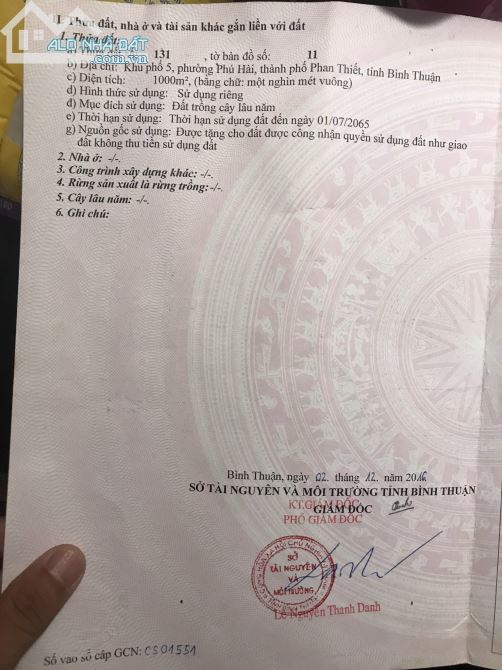 II. Thửa đất, nhà ở và tài sản khác gắn liền với đất
1. Thửa đất:
ALO NHÀ ĐẤT
.com.vn
131 , tờ bản đồ số: 11
b) Địa chỉ: Khu phố 5, phường Phú Hài, thành phố Phan Thiết, tỉnh Bình Thuận
c) Diện tích: 1000m², (bằng chữ: một nghìn mét vuông)
d) Hình thức sử dụng: Sử dụng riêng
đ) Mục đích sử dụng: Đất trồng cây lâu năm
e) Thời hạn sử dụng: Thời hạn sử dụng đất đến ngày 01/07/2065
g) Nguồn gốc sử dụng: Được tặng cho đất được công nhận quyền sử dụng đất như giao
đất không thu tiền sử dụng đất
2. Nhà ở: -/-.
3. Công trình xây dựng khác: -/-.
4. Rừng sản xuất là rừng trồng:-/-.
5. Cây lâu năm: -/-.
6. Ghi chú:
Bình Thuận, ngày 02. tháng .12. năm 2016
SỞ TÀI NGUYÊN VÀ MÔI TRƯỜNG TỈNH BÌNH THUẬN
KT.GIÁM ĐỐC
GIÁM ĐỐC
PHÓ GIÁM ĐỐC
SỞ
TÀI NGUYÊN
VÀ
MÔI TRƯỜNG
Lê Nguyễn Thanh Danh
Số vào sổ cấp GCN: CS01551